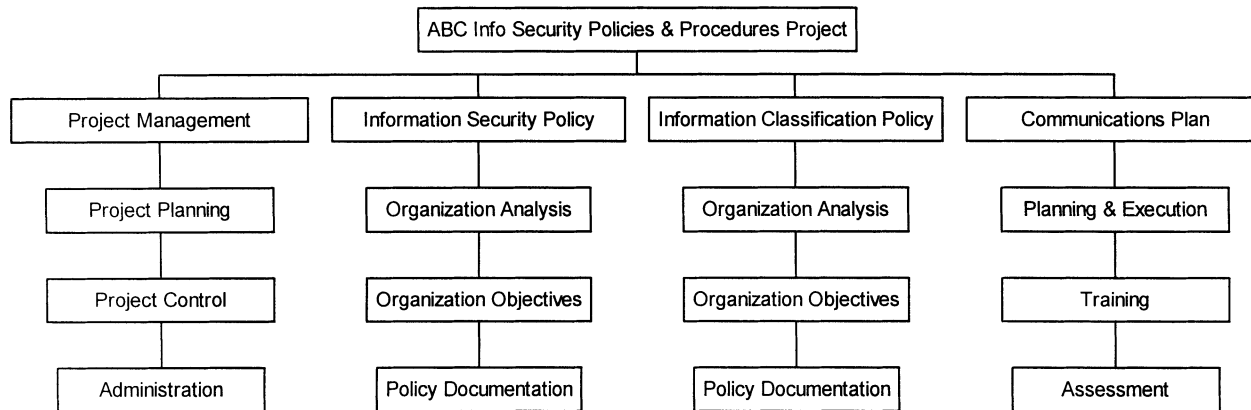 ABC Info Security Policies & Procedures Project
Project Management
Information Security Policy
Information Classification Policy
Communications Plan
Project Planning
Organization Analysis
Organization Analysis
Planning & Execution
Project Control
Organization Objectives
Organization Objectives
Training
Administration
Policy Documentation
Policy Documentation
Assessment